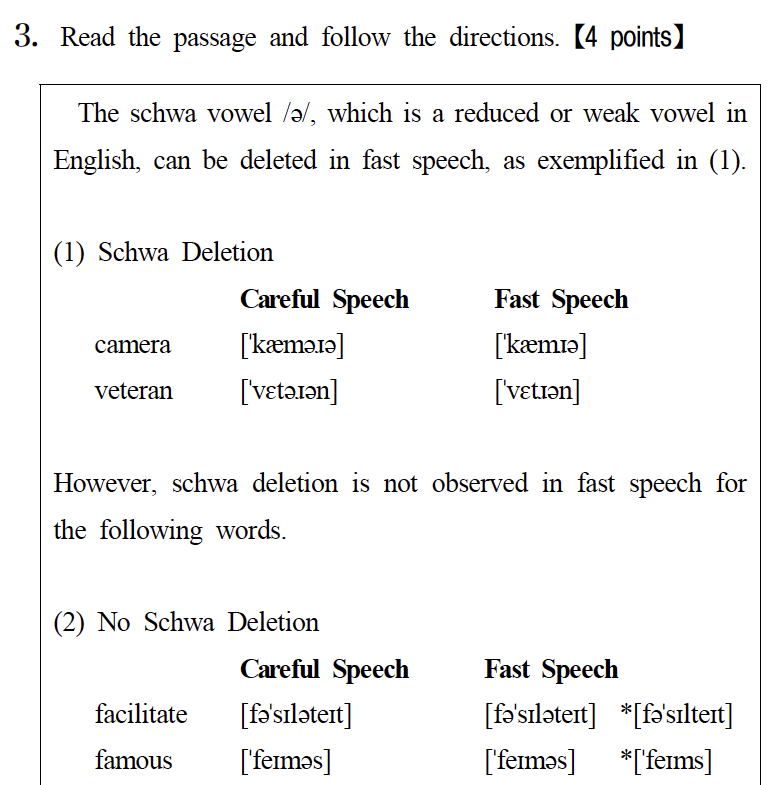 3. Read the passage and follow the directions.【4 points】
The schwa vowel /ə/, which is a reduced or weak vowel in
English, can be deleted in fast speech, as exemplified in (1).
(1) Schwa Deletion
Careful Speech Fast Speech
camera [ˈkæməɹə] [ˈkæmɹə]
veteran [ˈvɛtəɹən] [ˈvɛtɹən]
However, schwa deletion is not observed in fast speech for
the following words.
(2) No Schwa Deletion
Careful Speech Fast Speech
facilitate [fəˈsɪləteɪt] [fəˈsɪləteɪt] *[fəˈsɪlteɪt]
famous [ˈfeɪməs] [ˈfeɪməs] *[ˈfeɪms]